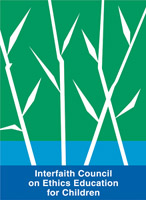 Interfaith Council
on Ethics Education
for Children